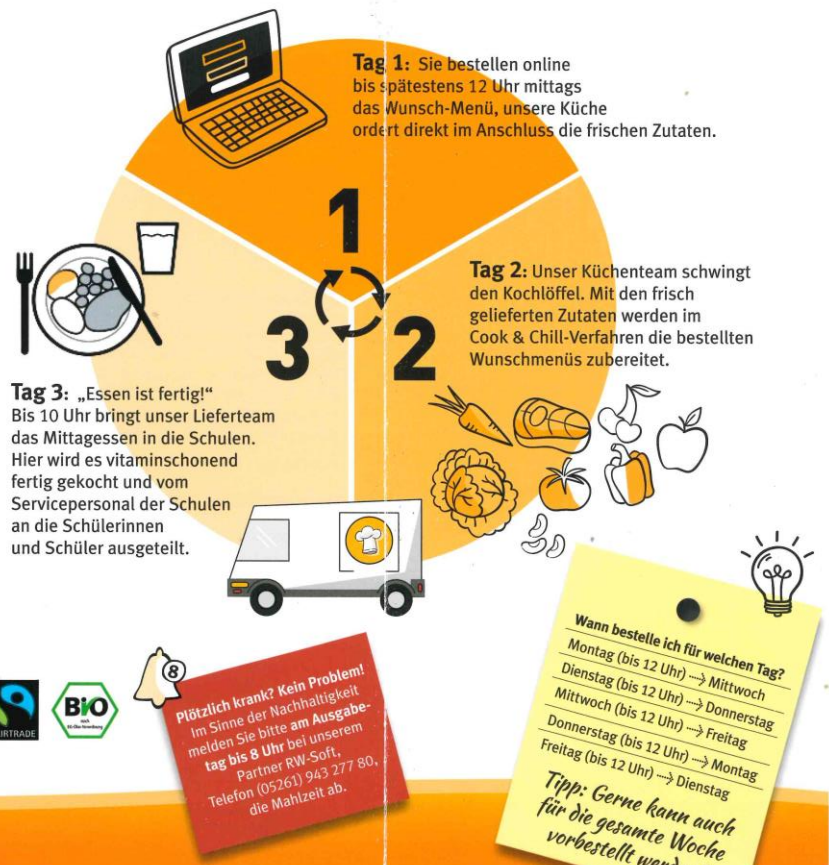 Tag 1: Sie bestellen online
bis spätestens 12 Uhr mittags
das Wunsch-Menü, unsere Küche
ordert direkt im Anschluss die frischen Zutaten.
1
Tag 2: Unser Küchenteam schwingt
den Kochlöffel. Mit den frisch
gelieferten Zutaten werden im
Cook & Chill-Verfahren die bestellten
Wunschmenüs zubereitet.
2
3
Tag 3: „Essen ist fertig!“
Bis 10 Uhr bringt unser Lieferteam
das Mittagessen in die Schulen.
Hier wird es vitaminschonend
fertig gekocht und vom
Servicepersonal der Schulen
an die Schülerinnen
und Schüler ausgeteilt.
BIO
8
Plötzlich krank? Kein Problem!
Im Sinne der Nachhaltigkeit
melden Sie bitte am Ausgabe-
tag bis 8 Uhr bei unserem
Partner RW-Soft,
Telefon (05261) 943 277 80,
die Mahlzeit ab.
Wann bestelle ich für welchen Tag?
Montag (bis 12 Uhr) ---> Mittwoch
Dienstag (bis 12 Uhr) ---> Donnerstag
Mittwoch (bis 12 Uhr) ---> Freitag
Donnerstag (bis 12 Uhr) ---> Montag
Freitag (bis 12 Uhr) ---> Dienstag
Tipp: Gerne kann auch
für die gesamte Woche
vorbestellt